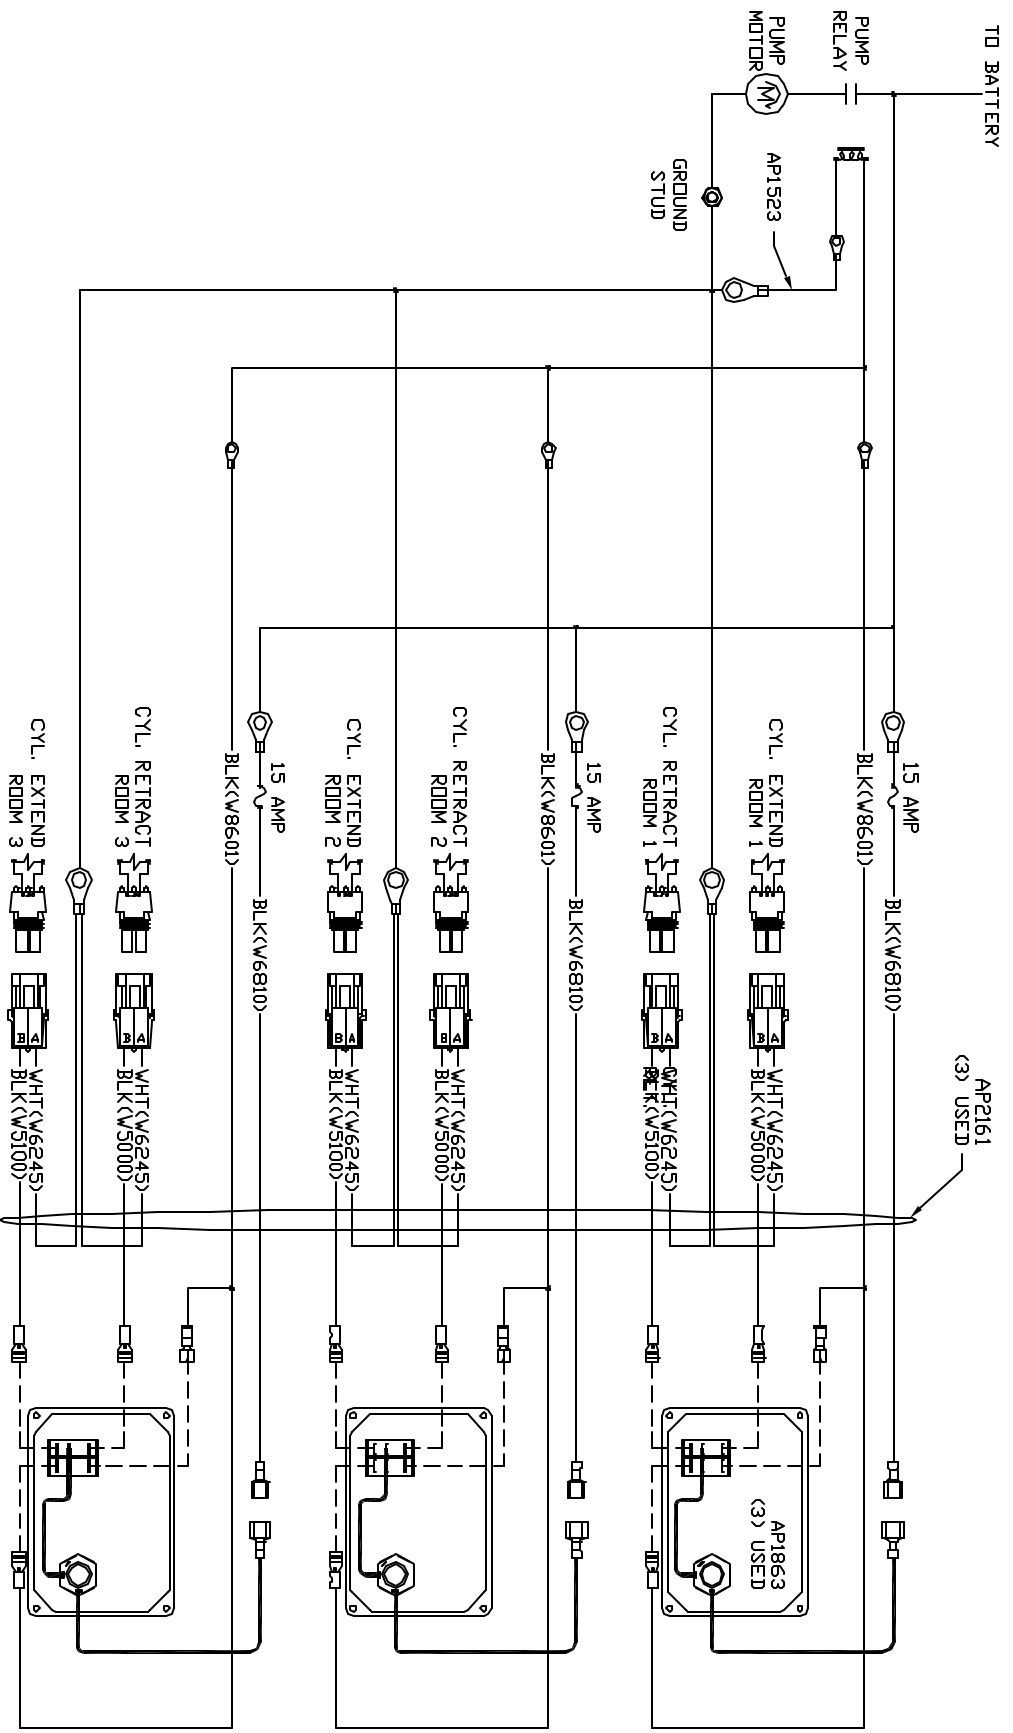 TO BATTERY
PUMP
RELAY
PUMP
MOTOR
AP1523
GROUND
STUD
15 AMP
BLK(W6810)
BLK(W8601)
CYL. EXTEND
ROOM 1
A
B
WHT(W6245)
BLK(W5000)
CYL. RETRACT
ROOM 1
A
B
WHT(W6245)
BLK(W5100)
15 AMP
BLK(W6810)
BLK(W8601)
CYL. RETRACT
ROOM 2
A
B
WHT(W6245)
BLK(W5000)
CYL. EXTEND
ROOM 2
A
B
WHT(W6245)
BLK(W5100)
15 AMP
BLK(W6810)
BLK(W8601)
CYL. RETRACT
ROOM 3
A
B
WHT(W6245)
BLK(W5000)
CYL. EXTEND
ROOM 3
A
B
WHT(W6245)
BLK(W5100)
AP2161
(3) USED
AP1863
(3) USED
M